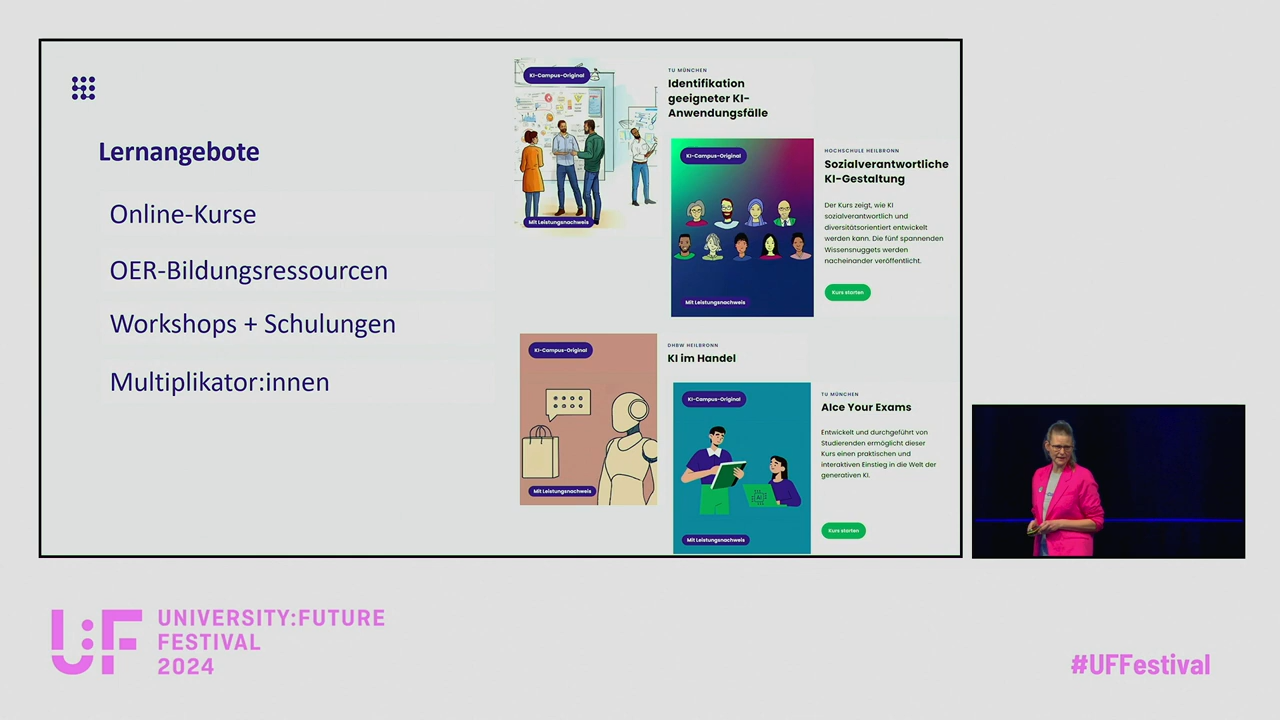 Lernangebote
Online-Kurse
OER-Bildungsressourcen
Workshops + Schulungen
Multiplikator:innen
KI-Campus-Original
Mit Leistungsnachweis
TU MÜNCHEN
Identifikation
geeigneter KI-
Anwendungsfälle
KI-Campus-Original
Mit Leistungsnachweis
HOCHSCHULE HEILBRONN
Sozialverantwortliche
KI-Gestaltung
Der Kurs zeigt, wie KI
sozialverantwortlich und
diversitätsorientiert entwickelt
werden kann. Die fünf spannenden
Wissensnuggets werden
nacheinander veröffentlicht.
Kurs starten
KI-Campus-Original
Mit Leistungsnachweis
DHBW HEILBRONN
KI im Handel
KI-Campus-Original
AI
Mit Leistungsnachweis
TU MÜNCHEN
AIce Your Exams
Entwickelt und durchgeführt von
Studierenden ermöglicht dieser
Kurs einen praktischen und
interaktiven Einstieg in die Welt der
generativen KI.
Kurs starten
U:F
UNIVERSITY:FUTURE
FESTIVAL
2024
#UFFestival